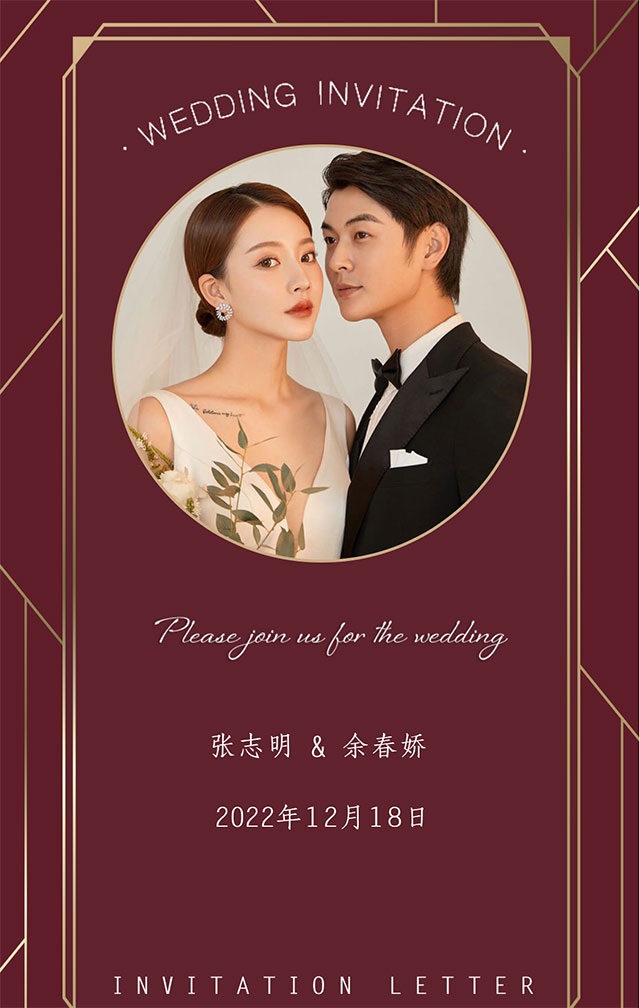 · WEDDING INVITATION ·
Please join us for the wedding
张志明 & 余春娇
2022年12月18日
INVITATION LETTER